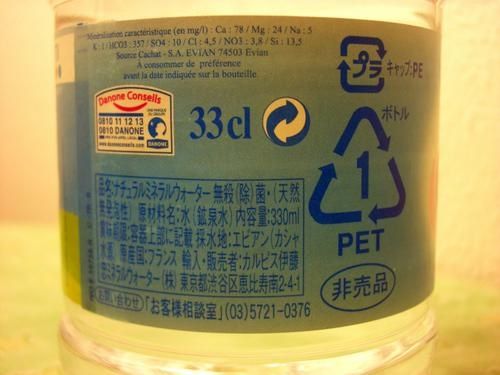 Minéralisation caractéristique (en mg/l) : Ca : 78 / Mg : 24 / Na : 5
K : 1 / HCO3 : 357 / SO4 : 10 / Cl : 4,5 / NO3 : 3,8 / Si : 13,5
Source Cachat - S.A. EVIAN 74503 Evian
A consommer de préférence
avant la date indiquée sur la bouteille.
プラ
キャップ:PE
Danone Conseils
0810 11 12 13
0810 DANONE
www.danoneconseils.com
DANONE
33cl
ボトル
1
PET
品名:ナチュラルミネラルウォーター 無殺(除)菌・(天然
無発泡性) 原材料名:水(鉱泉水) 内容量:330ml
賞味期限:容器上部に記載 採水地:エビアン(カシャ
水源) 原産国:フランス 輸入・販売者:カルピス伊藤
忠ミネラルウォーター(株) 東京都渋谷区恵比寿南2-4-1
お問い合わせ「お客様相談室」(03)5721-0376
非売品